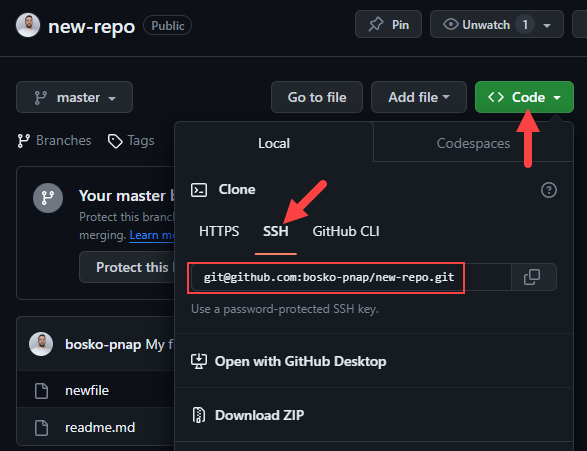 new-repo Public Pin Unwatch 1
master Go to file Add file <> Code
Branches Tags
Local Codespaces
Your master
Protect this branch
merging. Learn m
Protect this
Clone
HTTPS SSH GitHub CLI
git@github.com:bosko-pnap/new-repo.git
Use a password-protected SSH key.
Open with GitHub Desktop
Download ZIP
bosko-pnap My f
newfile
readme.md